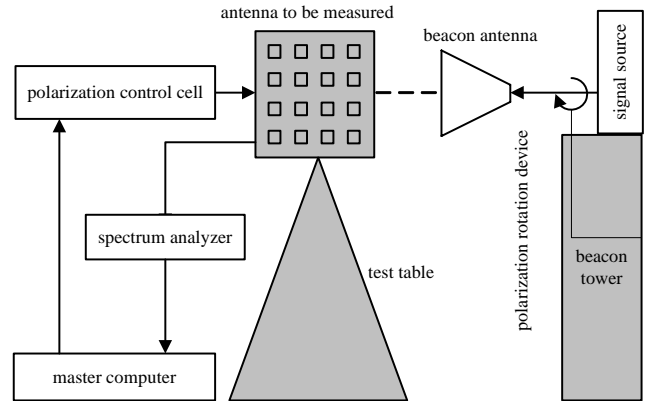 antenna to be measured
beacon antenna
signal source
polarization control cell
polarization rotation device
spectrum analyzer
test table
beacon
tower
master computer